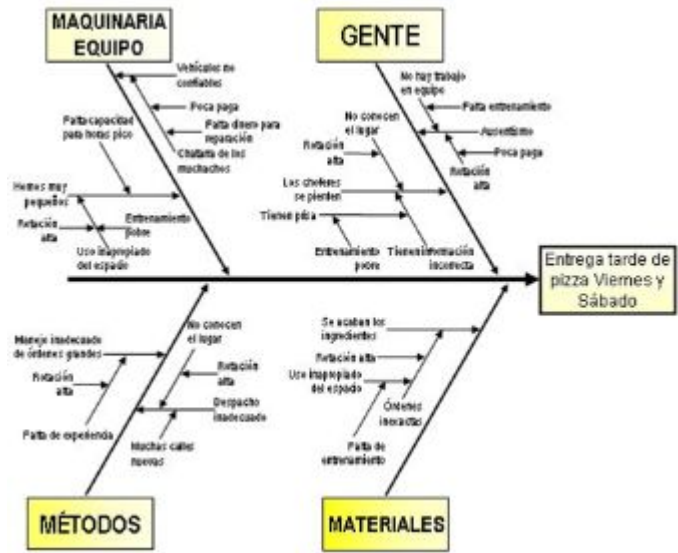 MAQUINARIA
EQUIPO
Vehículos no
confiables
Poca paga
Falta dinero para
reparación
Chatarra de los
muchachos
Falta capacidad
para horas pico
Hornos muy
pequeños
Rotación
alta
Entrenamiento
pobre
Uso inapropiado
del espacio
GENTE
No hay trabajo
en equipo
Falta entrenamiento
Ausentismo
Poca paga
Rotación
alta
No conocen
el lugar
Rotación
alta
Los choferes
se pierden
Tienen prisa
Entrenamiento
pobre
Tienen información
incorrecta
Entrega tarde de
pizza Viernes y
Sábado
Manejo inadecuado
de órdenes grandes
Rotación
alta
Falta de experiencia
No conocen
el lugar
Rotación
alta
Despacho
inadecuado
Muchas calles
nuevas
MÉTODOS
Se acaban los
ingredientes
Rotación alta
Uso inapropiado
del espacio
Órdenes
inexactas
Falta de
entrenamiento
MATERIALES